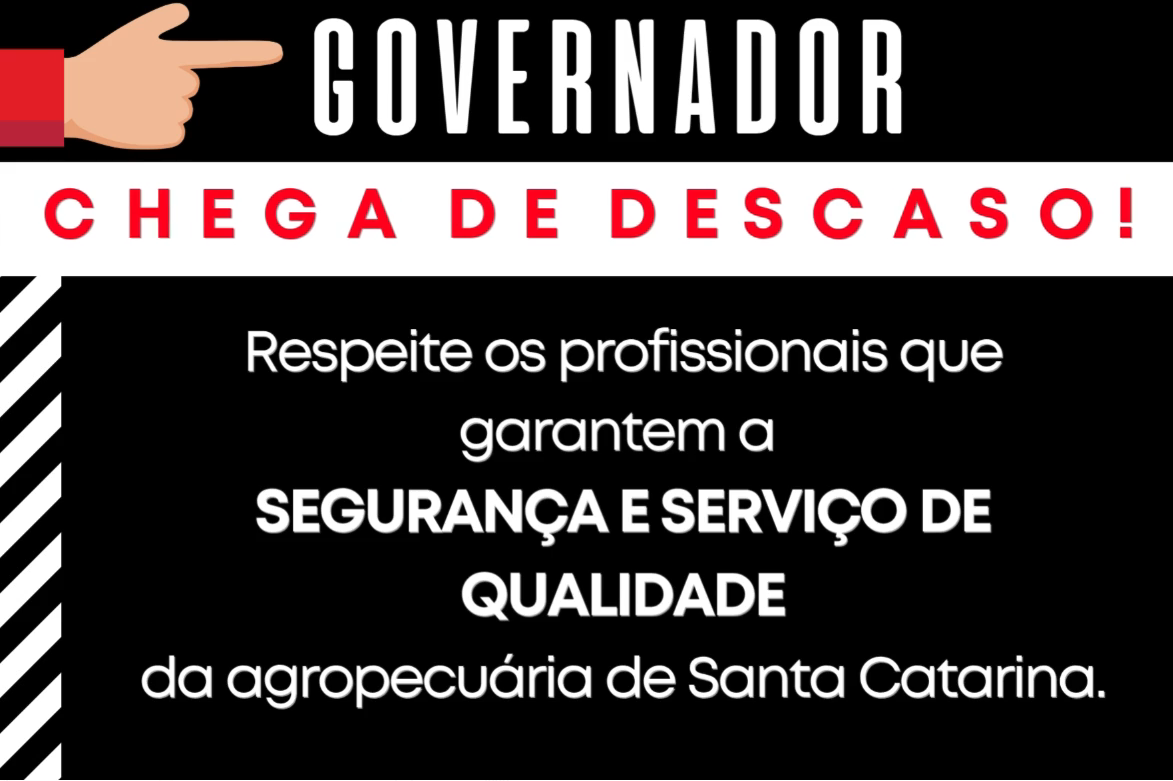 GOVERNADOR
CHEGA DE DESCASO!
Respeite os profissionais que
garantem a
SEGURANÇA E SERVIÇO DE
QUALIDADE
da agropecuária de Santa Catarina.